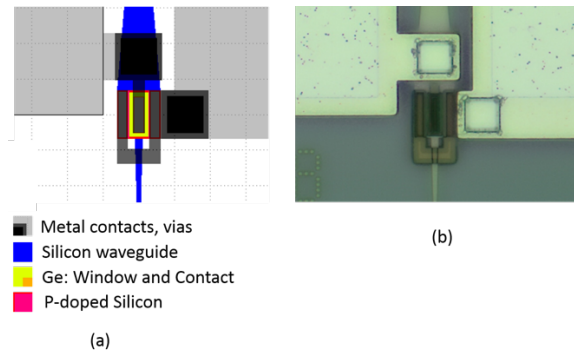 Metal contacts, vias
Silicon waveguide
Ge: Window and Contact
P-doped Silicon
(a)
(b)